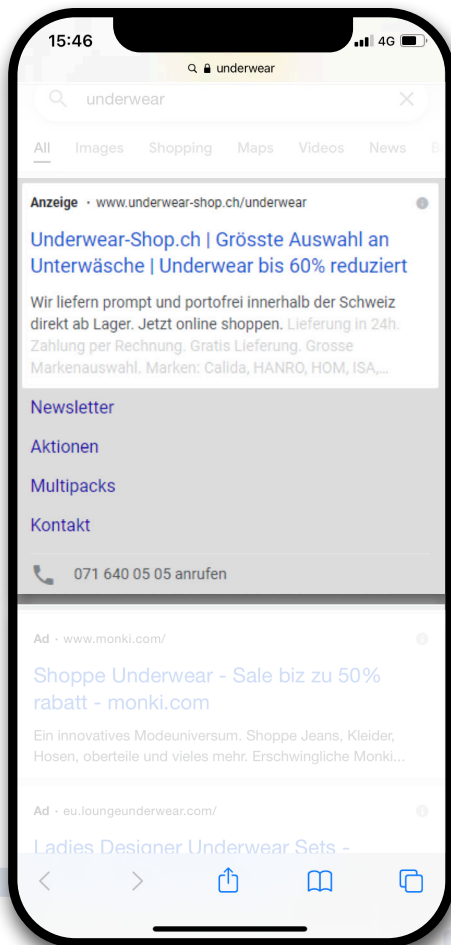 15:46
4G
underwear
underwear
All Images Shopping Maps Videos News
Anzeige · www.underwear-shop.ch/underwear
Underwear-Shop.ch | Grösste Auswahl an
Unterwäsche | Underwear bis 60% reduziert
Wir liefern prompt und portofrei innerhalb der Schweiz
direkt ab Lager. Jetzt online shoppen. Lieferung in 24h.
Zahlung per Rechnung. Gratis Lieferung. Grosse
Markenauswahl. Marken: Calida, HANRO, HOM, ISA,...
Newsletter
Aktionen
Multipacks
Kontakt
071 640 05 05 anrufen
Ad · www.monki.com/
Shoppe Underwear - Sale biz zu 50%
rabatt - monki.com
Ein innovatives Modeuniversum. Shoppe Jeans, Kleider,
Hosen, oberteile und vieles mehr. Erschwingliche Monki...
Ad · eu.loungeunderwear.com/
Ladies Designer Underwear Sets -